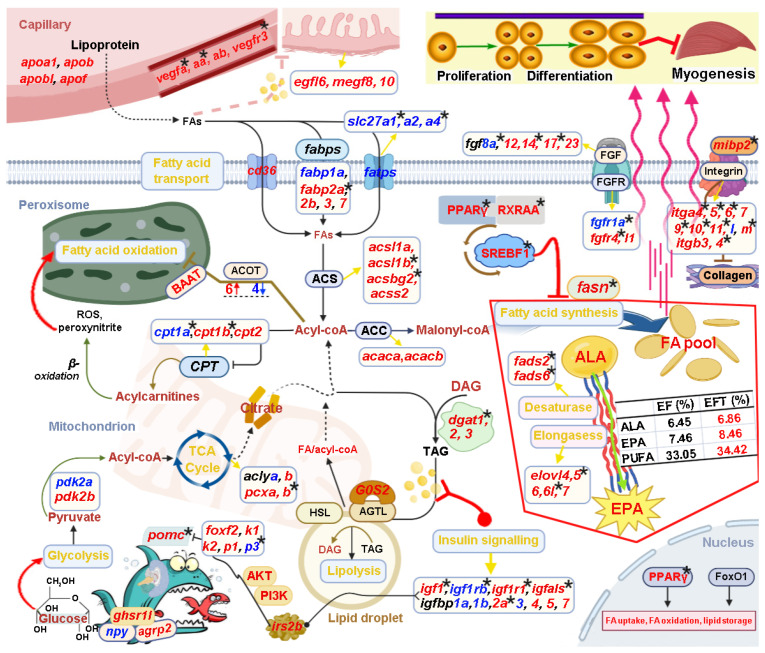 Capillary
Lipoprotein
apoa1, apob
apobl, apof
vegfa,* aa,* ab, vegfr3*
egfl6, megf8, 10
FAs
slc27a1,* a2, a4*
Proliferation
Differentiation
Myogenesis
Fatty acid
transport
cd36
fabps
fabp1a,
fabp2a*
2b, 3, 7
FAs
fatps
fgf8a,* 12,14,* 17,* 23
FGF
FGFR
fgfr1a*
fgfr4,* l1
mibp2*
Integrin
itga4,* 5,* 6,* 7
9,* 10,* 11, l, m*
itgb3, 4*
Collagen
Peroxisome
Fatty acid oxidation
BAAT
ACOT
6↑ 4↓
ACS
acsl1a,
acsl1b,*
acsbg2,*
acss2
PPARγ*
RXRAA*
SREBF1*
fasn*
Fatty acid synthesis
FA pool
ROS,
peroxynitrite
β-
oxidation
cpt1a,* cpt1b,* cpt2
CPT
Acyl-coA
ACC
Malonyl-coA
acaca,acacb
Acylcarnitines
Mitochondrion
Citrate
DAG
dgat1,*
2, 3
TAG
Acyl-coA
TCA
Cycle
aclya, b
pcxa, b*
FA/acyl-coA
ALA
fads2*
fads6*
Desaturase
Elongasess
elovl4,5*
6,6l,* 7
EPA
EF (%) EFT (%)
ALA 6.45 6.86
EPA 7.46 8.46
PUFA 33.05 34.42
pdk2a
pdk2b
Pyruvate
Glycolysis
CH₂OH
OH
OH
OH
Glucose
pomc*
foxf2, k1
k2, p1, p3*
ghsr1l
npy
agrp2
AKT
PI3K
irs2b
HSL
G0S2
AGTL
DAG
TAG
Lipolysis
Lipid droplet
Insulin signalling
igf1,* igf1rb,* igf1r1,* igfals*
igfbp1a,1b,2a* 3, 4, 5, 7
Nucleus
PPARγ*
FoxO1
FA uptake, FA oxidation, lipid storage